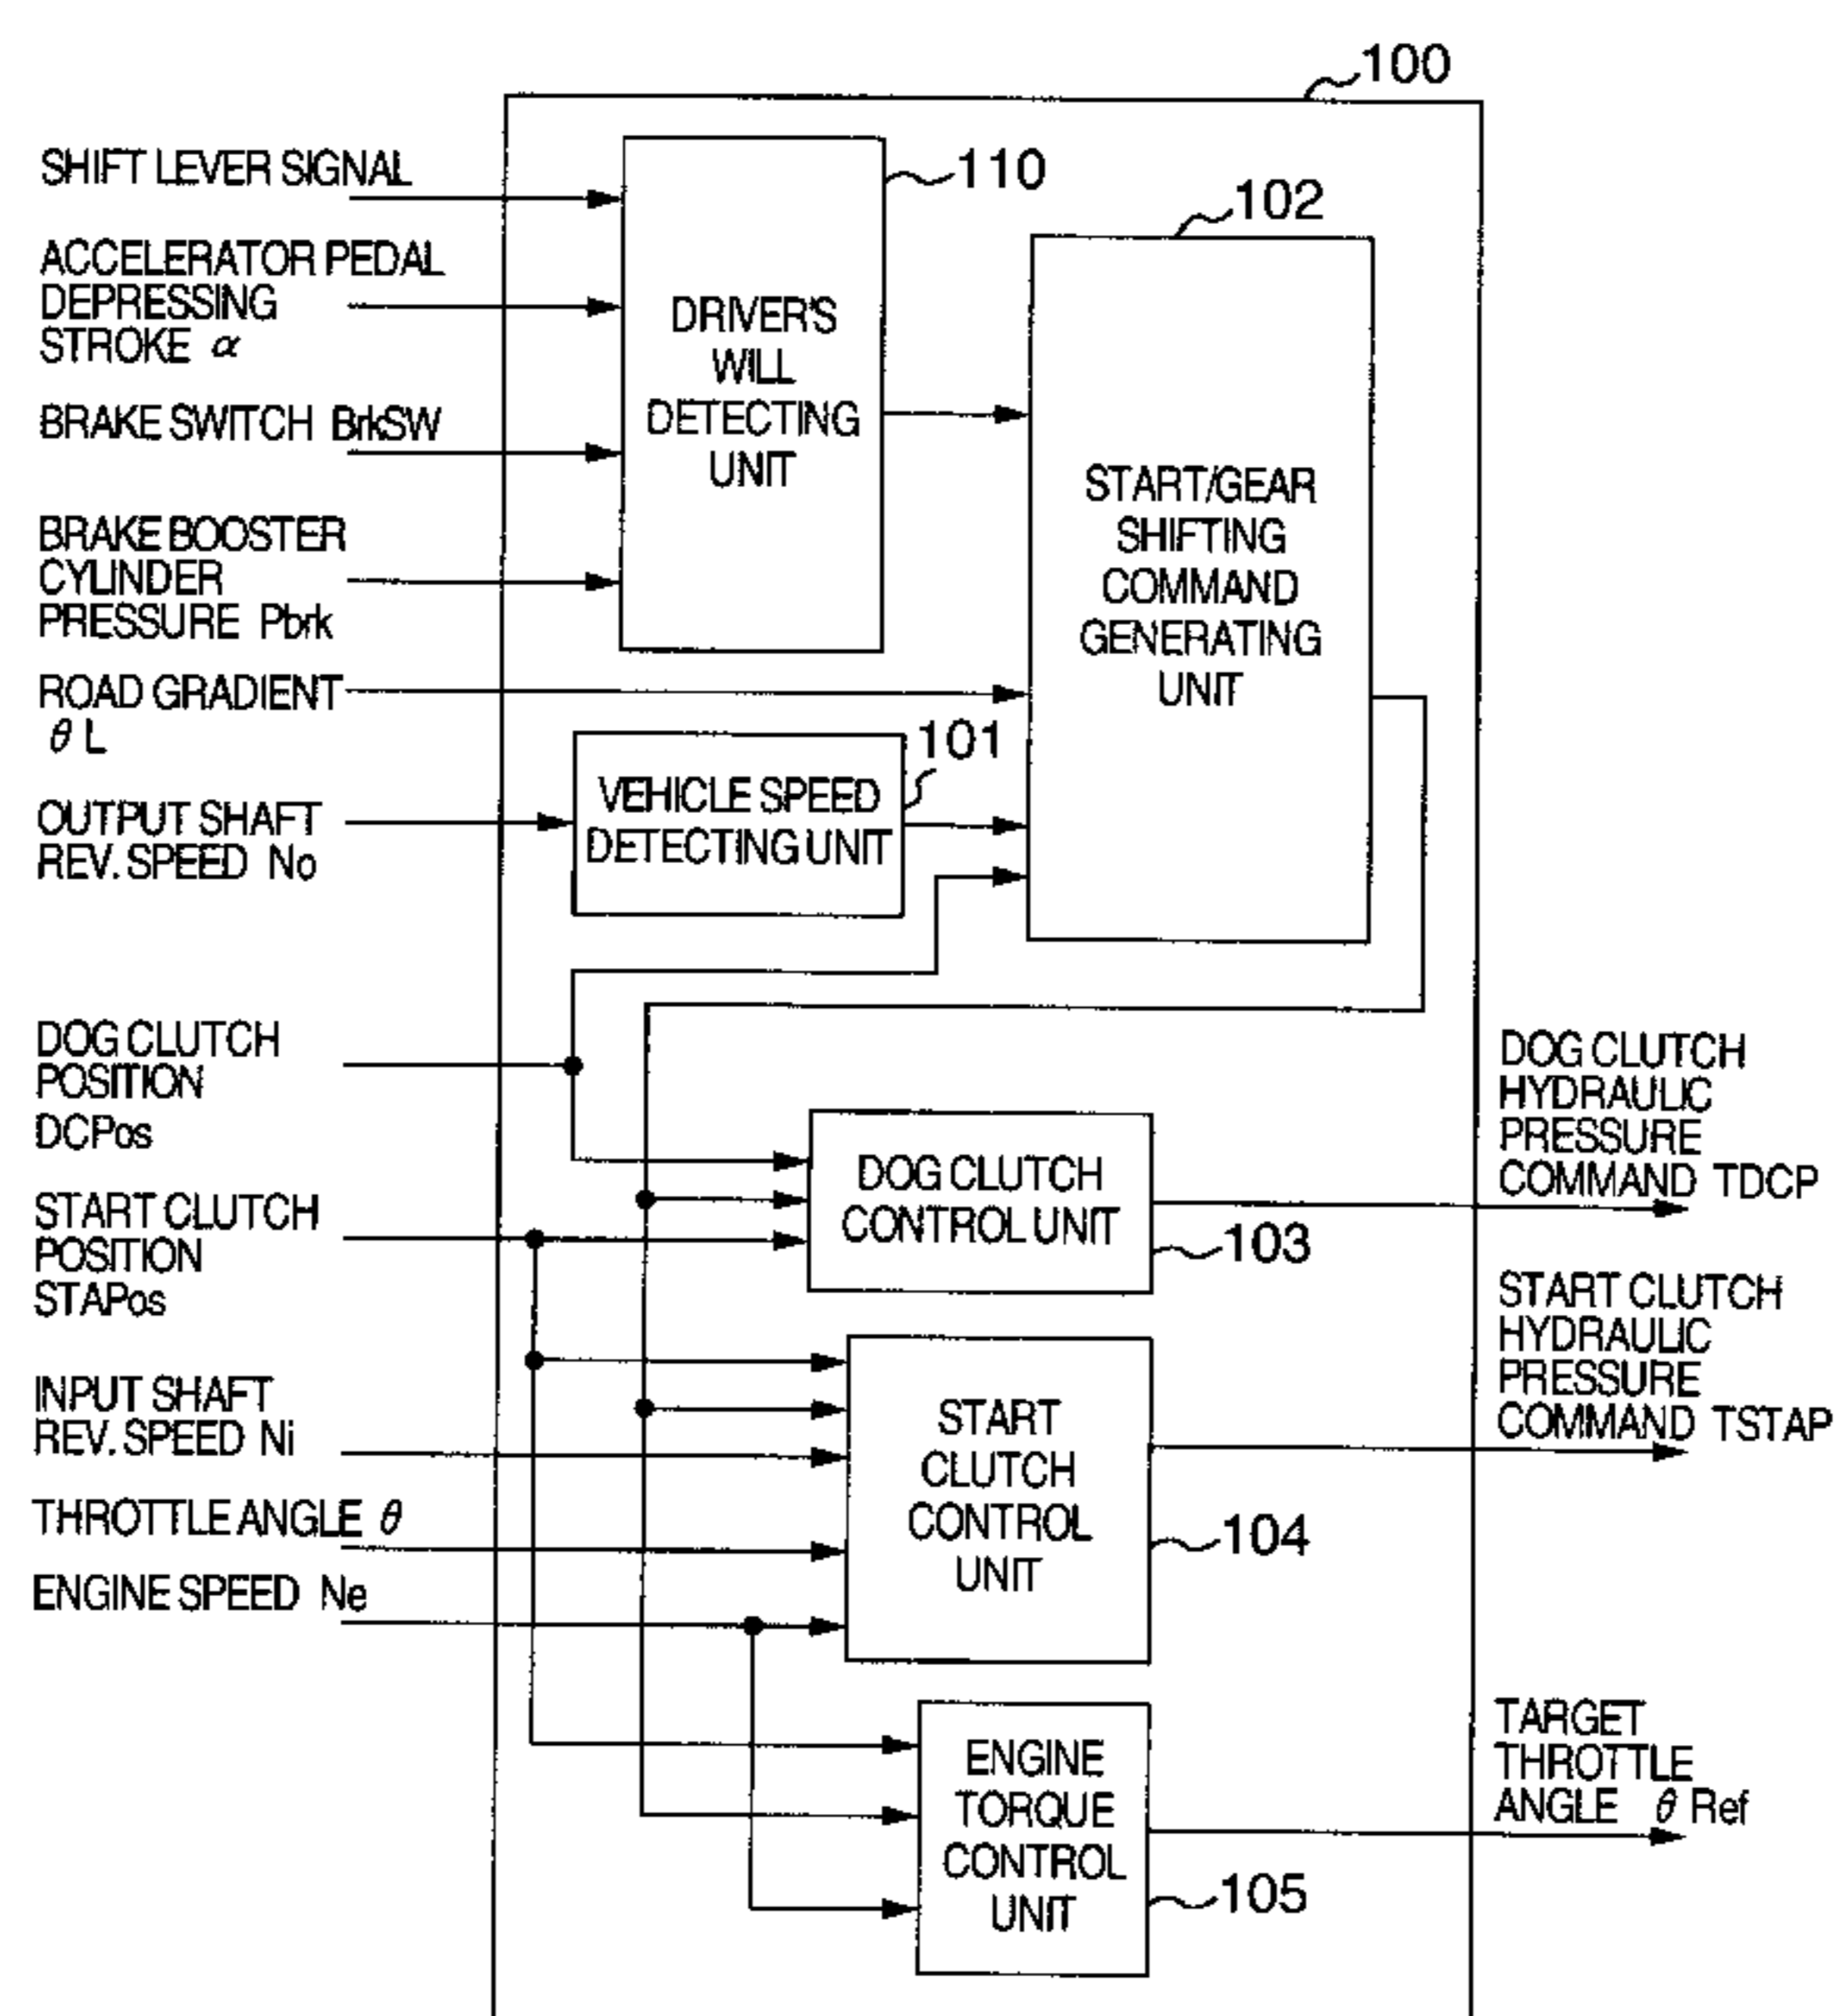 100
SHIFT LEVER SIGNAL
110
102
ACCELERATOR PEDAL
DEPRESSING
STROKE α
DRIVER'S
WILL
DETECTING
UNIT
BRAKE SWITCH BrkSW
START/GEAR
SHIFTING
COMMAND
GENERATING
UNIT
BRAKE BOOSTER
CYLINDER
PRESSURE Pbrk
ROAD GRADIENT
θ L
101
VEHICLE SPEED
DETECTING UNIT
OUTPUT SHAFT
REV. SPEED No
DOG CLUTCH
POSITION
DCPos
DOG CLUTCH
HYDRAULIC
PRESSURE
COMMAND TDCP
DOG CLUTCH
CONTROL UNIT
103
START CLUTCH
POSITION
STAPos
START CLUTCH
HYDRAULIC
PRESSURE
COMMAND TSTAP
INPUT SHAFT
REV. SPEED Ni
START
CLUTCH
CONTROL
UNIT
104
THROTTLE ANGLE θ
ENGINE SPEED Ne
TARGET
THROTTLE
ANGLE θ Ref
ENGINE
TORQUE
CONTROL
UNIT
105